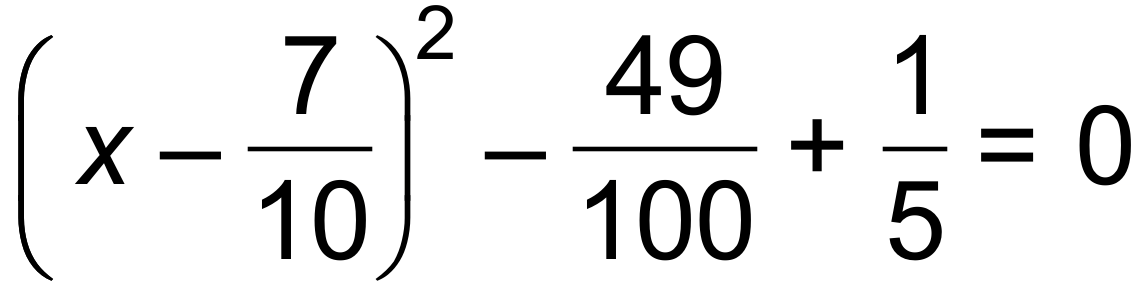 (x – 7/10)² – 49/100 + 1/5 = 0